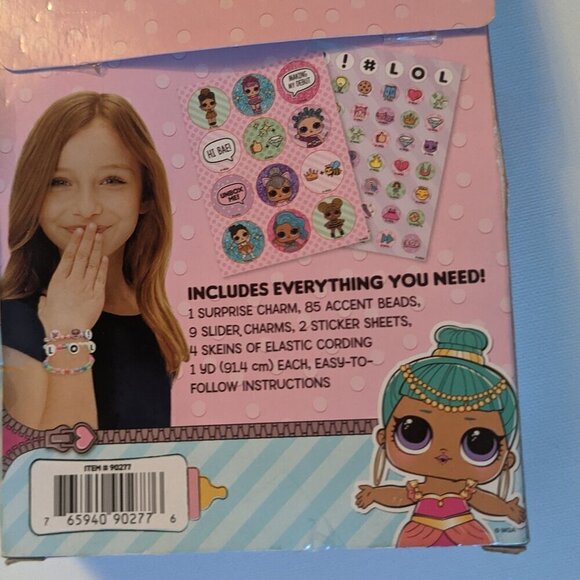 ! # L O L
MAKING
MY DEBUT
HI BAE!
UNBOX
ME!
INCLUDES EVERYTHING YOU NEED!
1 SURPRISE CHARM, 85 ACCENT BEADS,
9 SLIDER CHARMS, 2 STICKER SHEETS,
4 SKEINS OF ELASTIC CORDING
1 YD (91.4 cm) EACH, EASY-TO-
FOLLOW INSTRUCTIONS
L O L
ITEM # 90277
7 65940 90277 6
© MGA